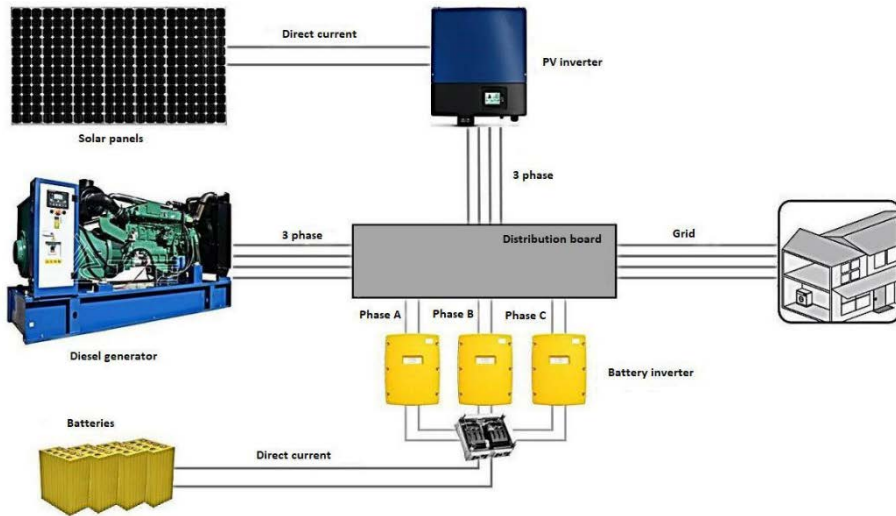 Direct current
PV inverter
Solar panels
3 phase
3 phase
Distribution board
Grid
Phase A
Phase B
Phase C
Diesel generator
Battery inverter
Batteries
Direct current